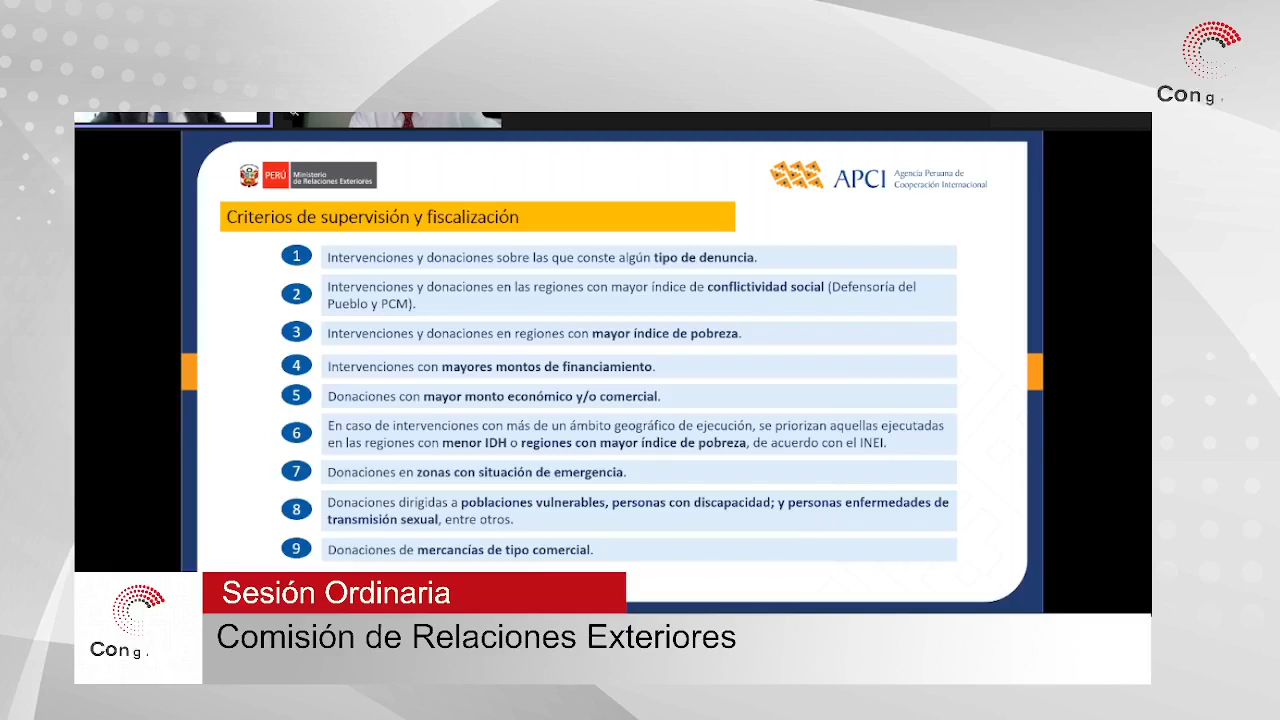 Cong
PERÚ
Ministerio
de Relaciones Exteriores
APCI
Agencia Peruana de
Cooperación Internacional
Criterios de supervisión y fiscalización
1
Intervenciones y donaciones sobre las que conste algún tipo de denuncia.
2
Intervenciones y donaciones en las regiones con mayor índice de conflictividad social (Defensoría del
Pueblo y PCM).
3
Intervenciones y donaciones en regiones con mayor índice de pobreza.
4
Intervenciones con mayores montos de financiamiento.
5
Donaciones con mayor monto económico y/o comercial.
6
En caso de intervenciones con más de un ámbito geográfico de ejecución, se priorizan aquellas ejecutadas
en las regiones con menor IDH o regiones con mayor índice de pobreza, de acuerdo con el INEI.
7
Donaciones en zonas con situación de emergencia.
8
Donaciones dirigidas a poblaciones vulnerables, personas con discapacidad; y personas enfermedades de
transmisión sexual, entre otros.
9
Donaciones de mercancías de tipo comercial.
Cong
Sesión Ordinaria
Comisión de Relaciones Exteriores